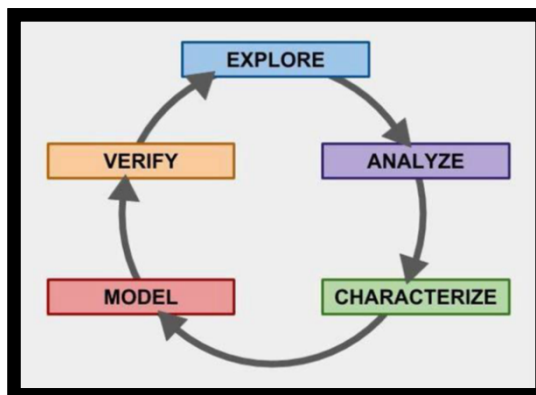 EXPLORE
VERIFY
ANALYZE
MODEL
CHARACTERIZE